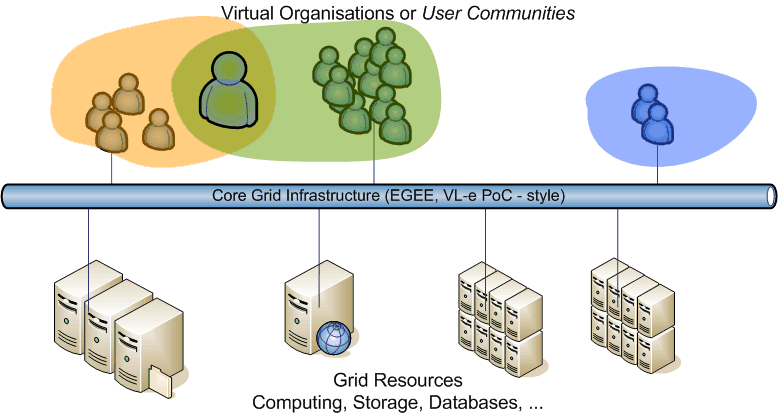 Virtual Organisations or User Communities
Core Grid Infrastructure (EGEE, VL-e PoC - style)
Grid Resources
Computing, Storage, Databases, ...